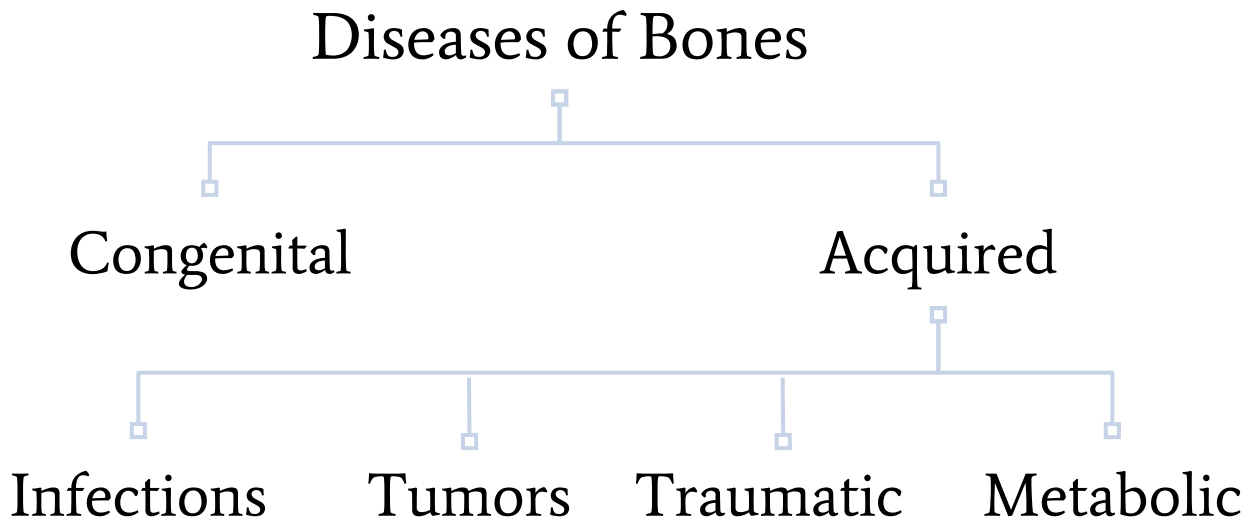 Diseases of Bones
Congenital
Acquired
Infections
Tumors
Traumatic
Metabolic